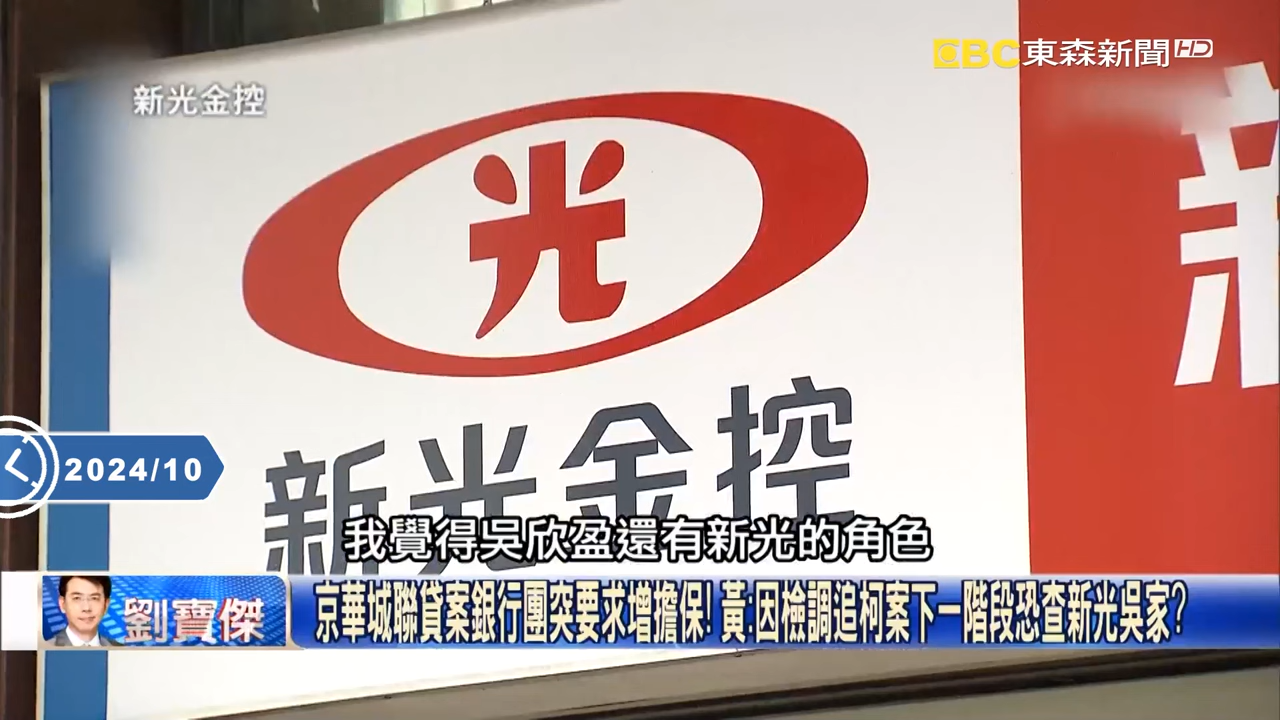 EBC東森新聞HD
新光金控
光
新
新光金控
2024/10
我覺得吳欣盈還有新光的角色
劉寶傑
京華城聯貸案銀行團突要求增擔保! 黃:因檢調追柯案下一階段恐查新光吳家?